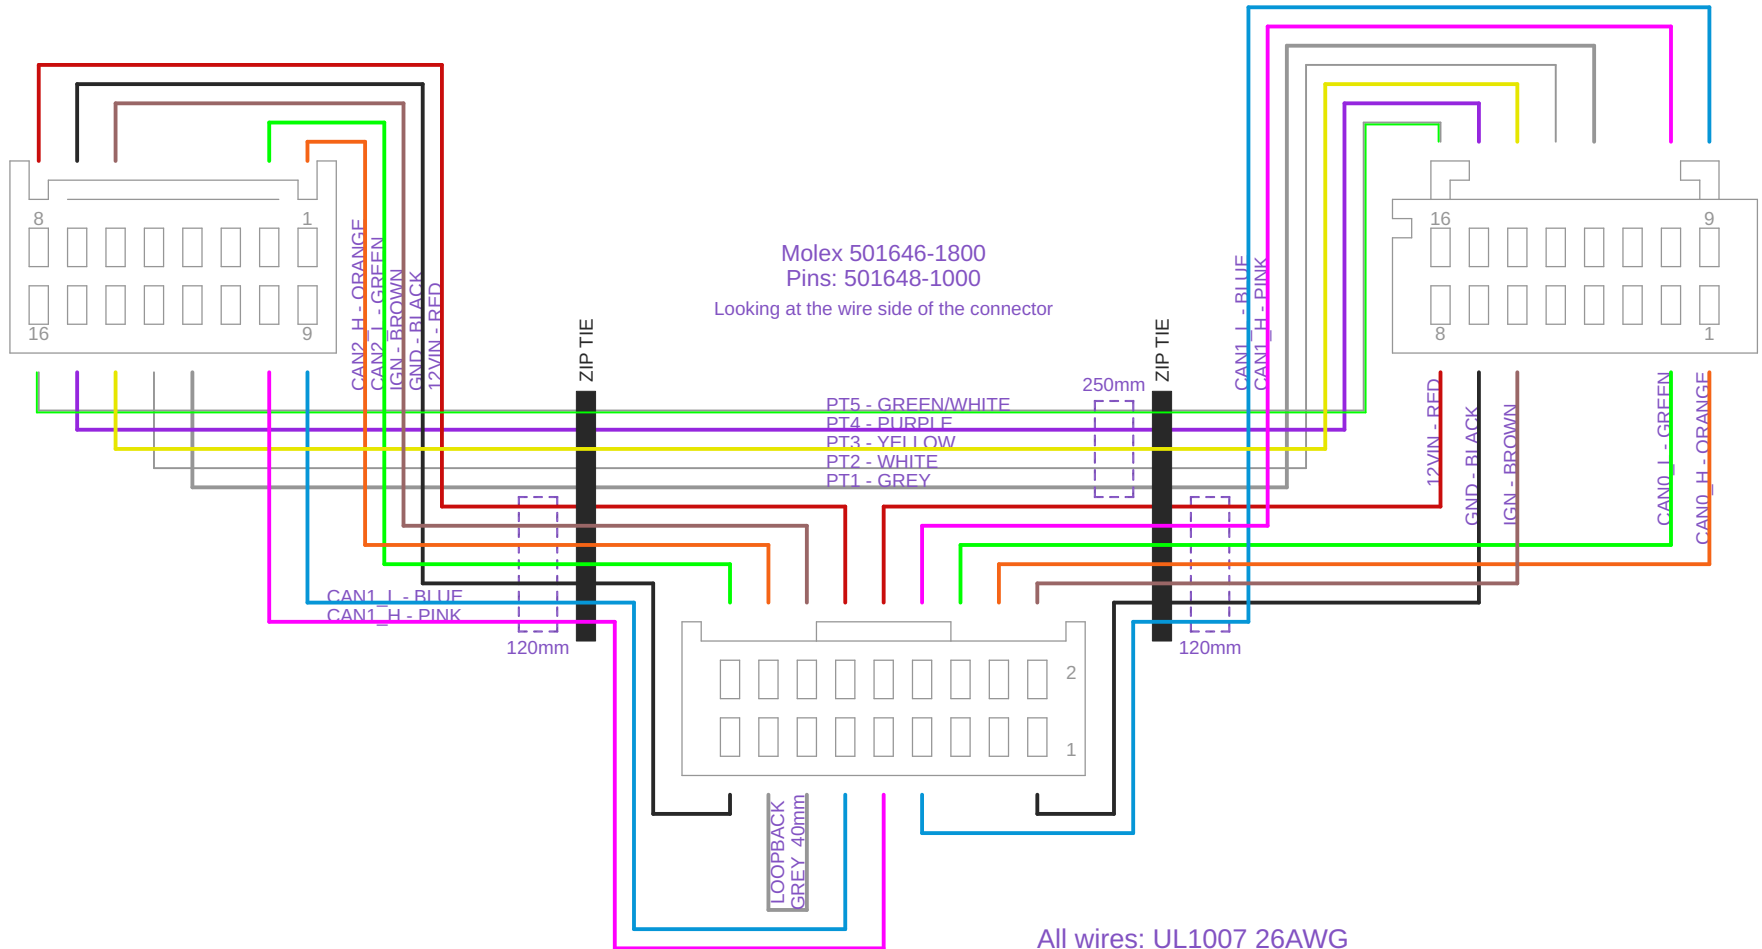 8
1
16
9
CAN2_H - ORANGE
CAN2_L - GREEN
IGN - BROWN
GND - BLACK
12VIN - RED
ZIP TIE
Molex 501646-1800
Pins: 501648-1000
Looking at the wire side of the connector
250mm
ZIP TIE
PT5 - GREEN/WHITE
PT4 - PURPLE
PT3 - YELLOW
PT2 - WHITE
PT1 - GREY
CAN1_L - BLUE
CAN1_H - PINK
16
9
8
1
12VIN - RED
GND - BLACK
IGN - BROWN
CAN0_L - GREEN
CAN0_H - ORANGE
CAN1_L - BLUE
CAN1_H - PINK
120mm
120mm
2
1
LOOPBACK
GREY 40mm
All wires: UL1007 26AWG